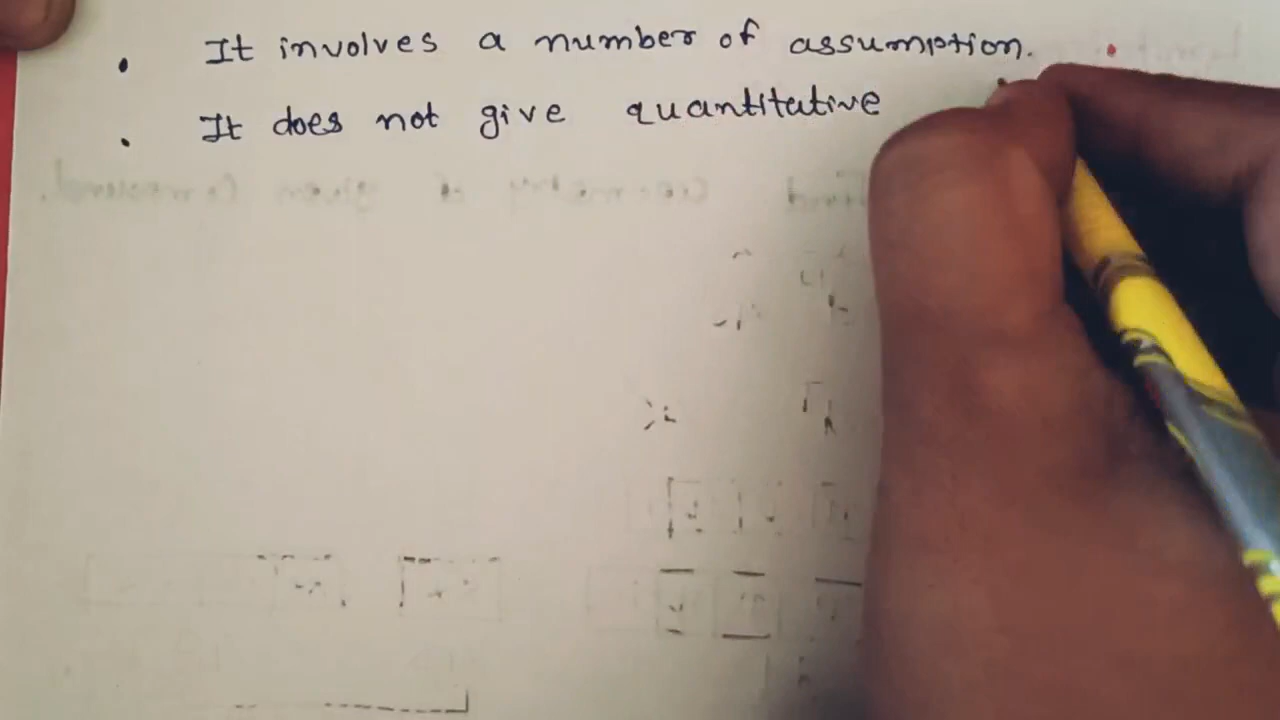 • It involves a number of assumption.
• It does not give quantitative